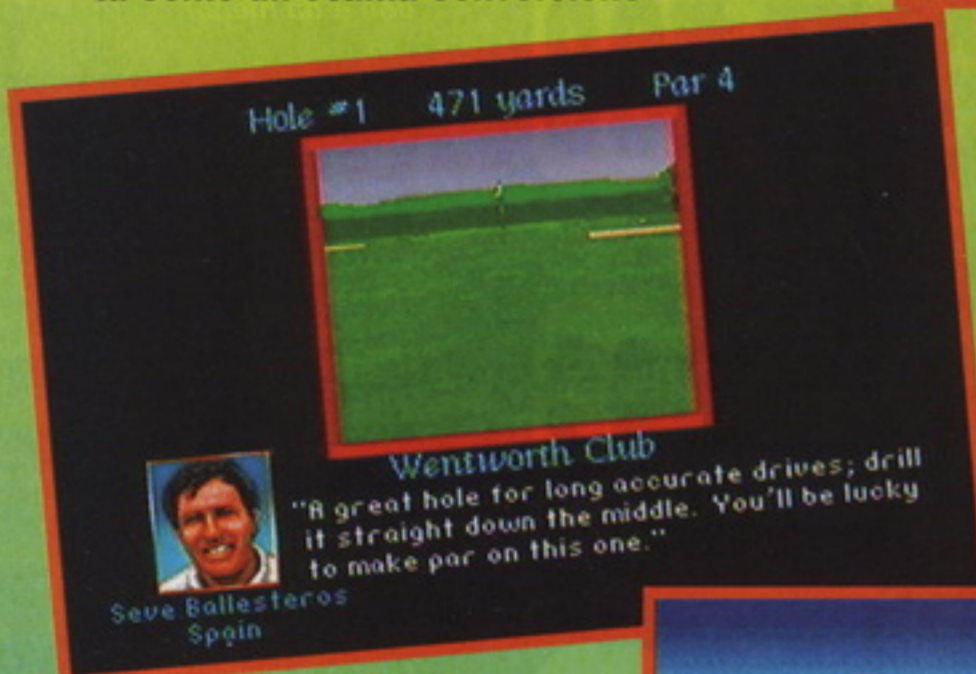 Hole #1 471 yards Par 4
Wentworth Club
"A great hole for long accurate drives; drill
it straight down the middle. You'll be lucky
to make par on this one."
Seve Ballesteros
Spain